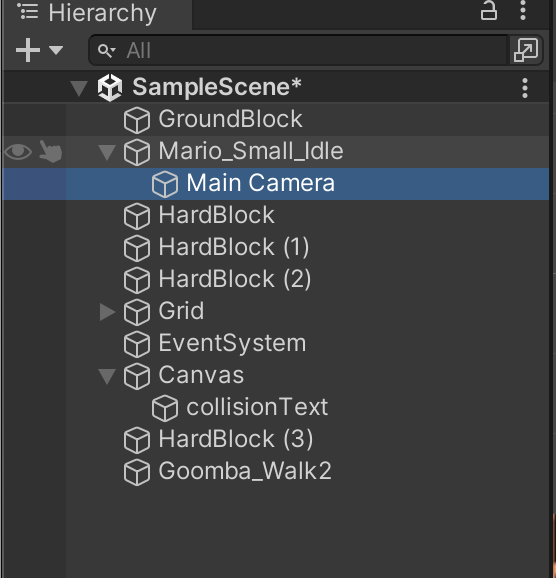 Hierarchy
All
SampleScene*
GroundBlock
Mario_Small_Idle
Main Camera
HardBlock
HardBlock (1)
HardBlock (2)
Grid
EventSystem
Canvas
collisionText
HardBlock (3)
Goomba_Walk2